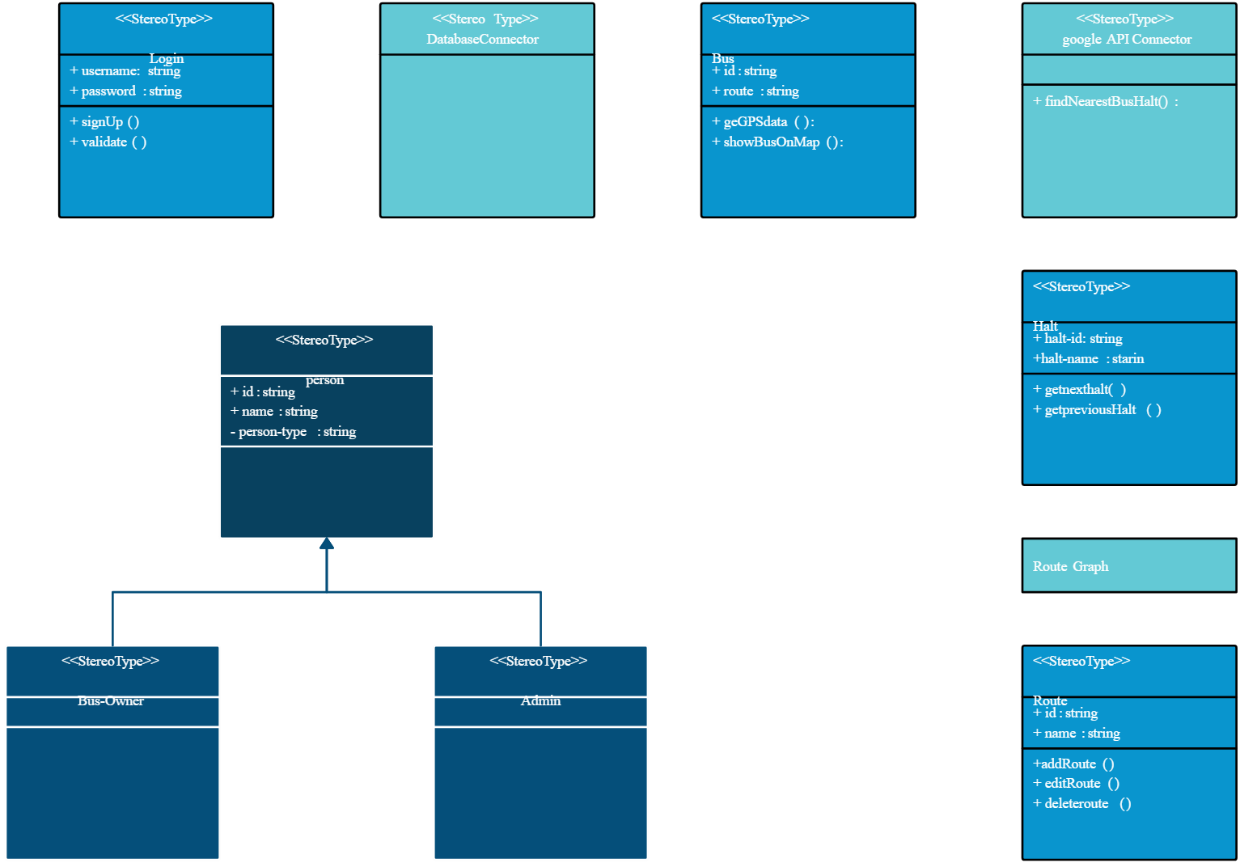 <<StereoType>>
Login
+ username: string
+ password : string
+ signUp ()
+ validate ( )
<<Stereo Type>>
DatabaseConnector
<<StereoType>>
Bus
+ id : string
+ route : string
+ geGPSdata ( ):
+ showBusOnMap ( ):
<<StereoType>>
google API Connector
+ findNearestBusHalt() :
<<StereoType>>
Halt
+ halt-id: string
+halt-name : starin
+ getnexthalt( )
+ getpreviousHalt ( )
<<StereoType>>
person
+ id : string
+ name : string
- person-type : string
Route Graph
<<StereoType>>
Bus-Owner
<<StereoType>>
Admin
<<StereoType>>
Route
+ id : string
+ name : string
+addRoute ()
+ editRoute ()
+ deleteroute ()